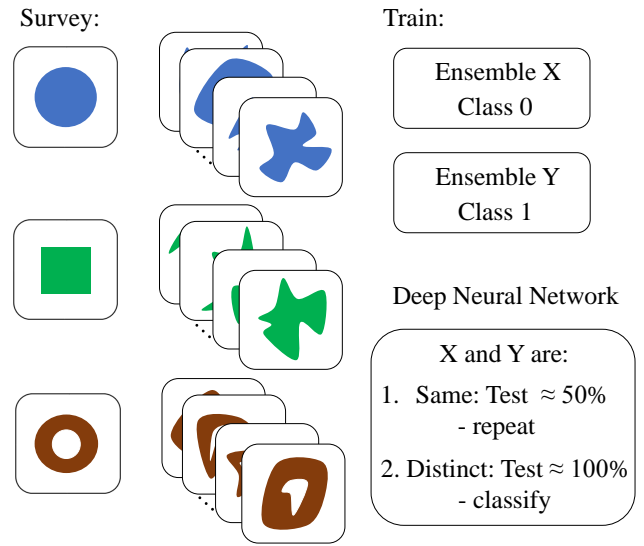 Survey:
Train:
Ensemble X
Class 0
Ensemble Y
Class 1
Deep Neural Network
X and Y are:
1. Same: Test ≈ 50%
- repeat
2. Distinct: Test ≈ 100%
- classify